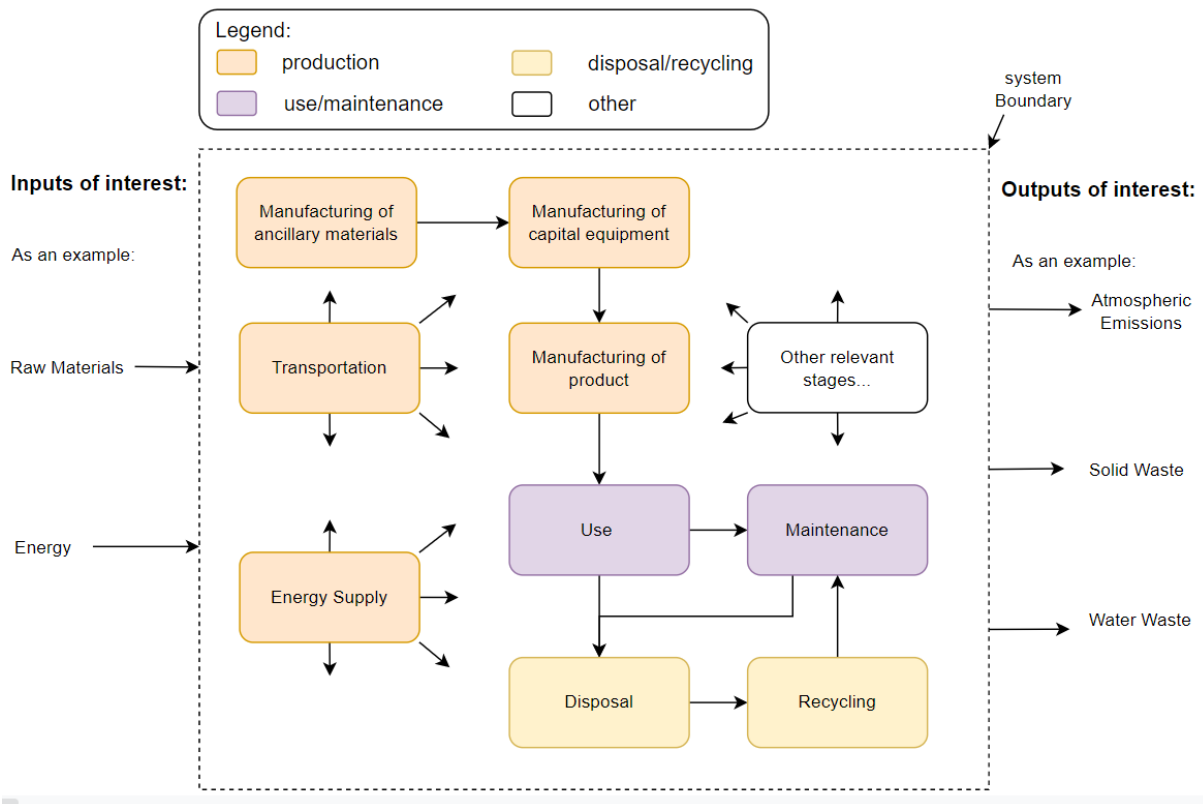 Legend:
production
disposal/recycling
use/maintenance
other
system
Boundary
Inputs of interest:
Outputs of interest:
Manufacturing of
ancillary materials
Manufacturing of
capital equipment
As an example:
As an example:
Atmospheric
Emissions
Raw Materials
Transportation
Manufacturing of
product
Other relevant
stages...
Solid Waste
Use
Maintenance
Energy
Energy Supply
Water Waste
Disposal
Recycling